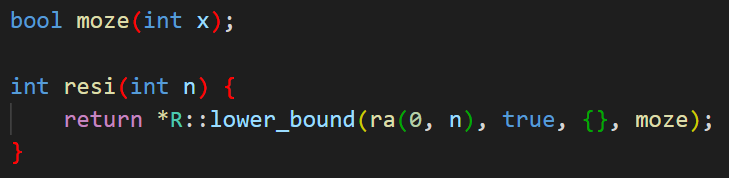 bool moze(int x);
int resi(int n) {
    return *R::lower_bound(ra(0, n), true, {}, moze);
}